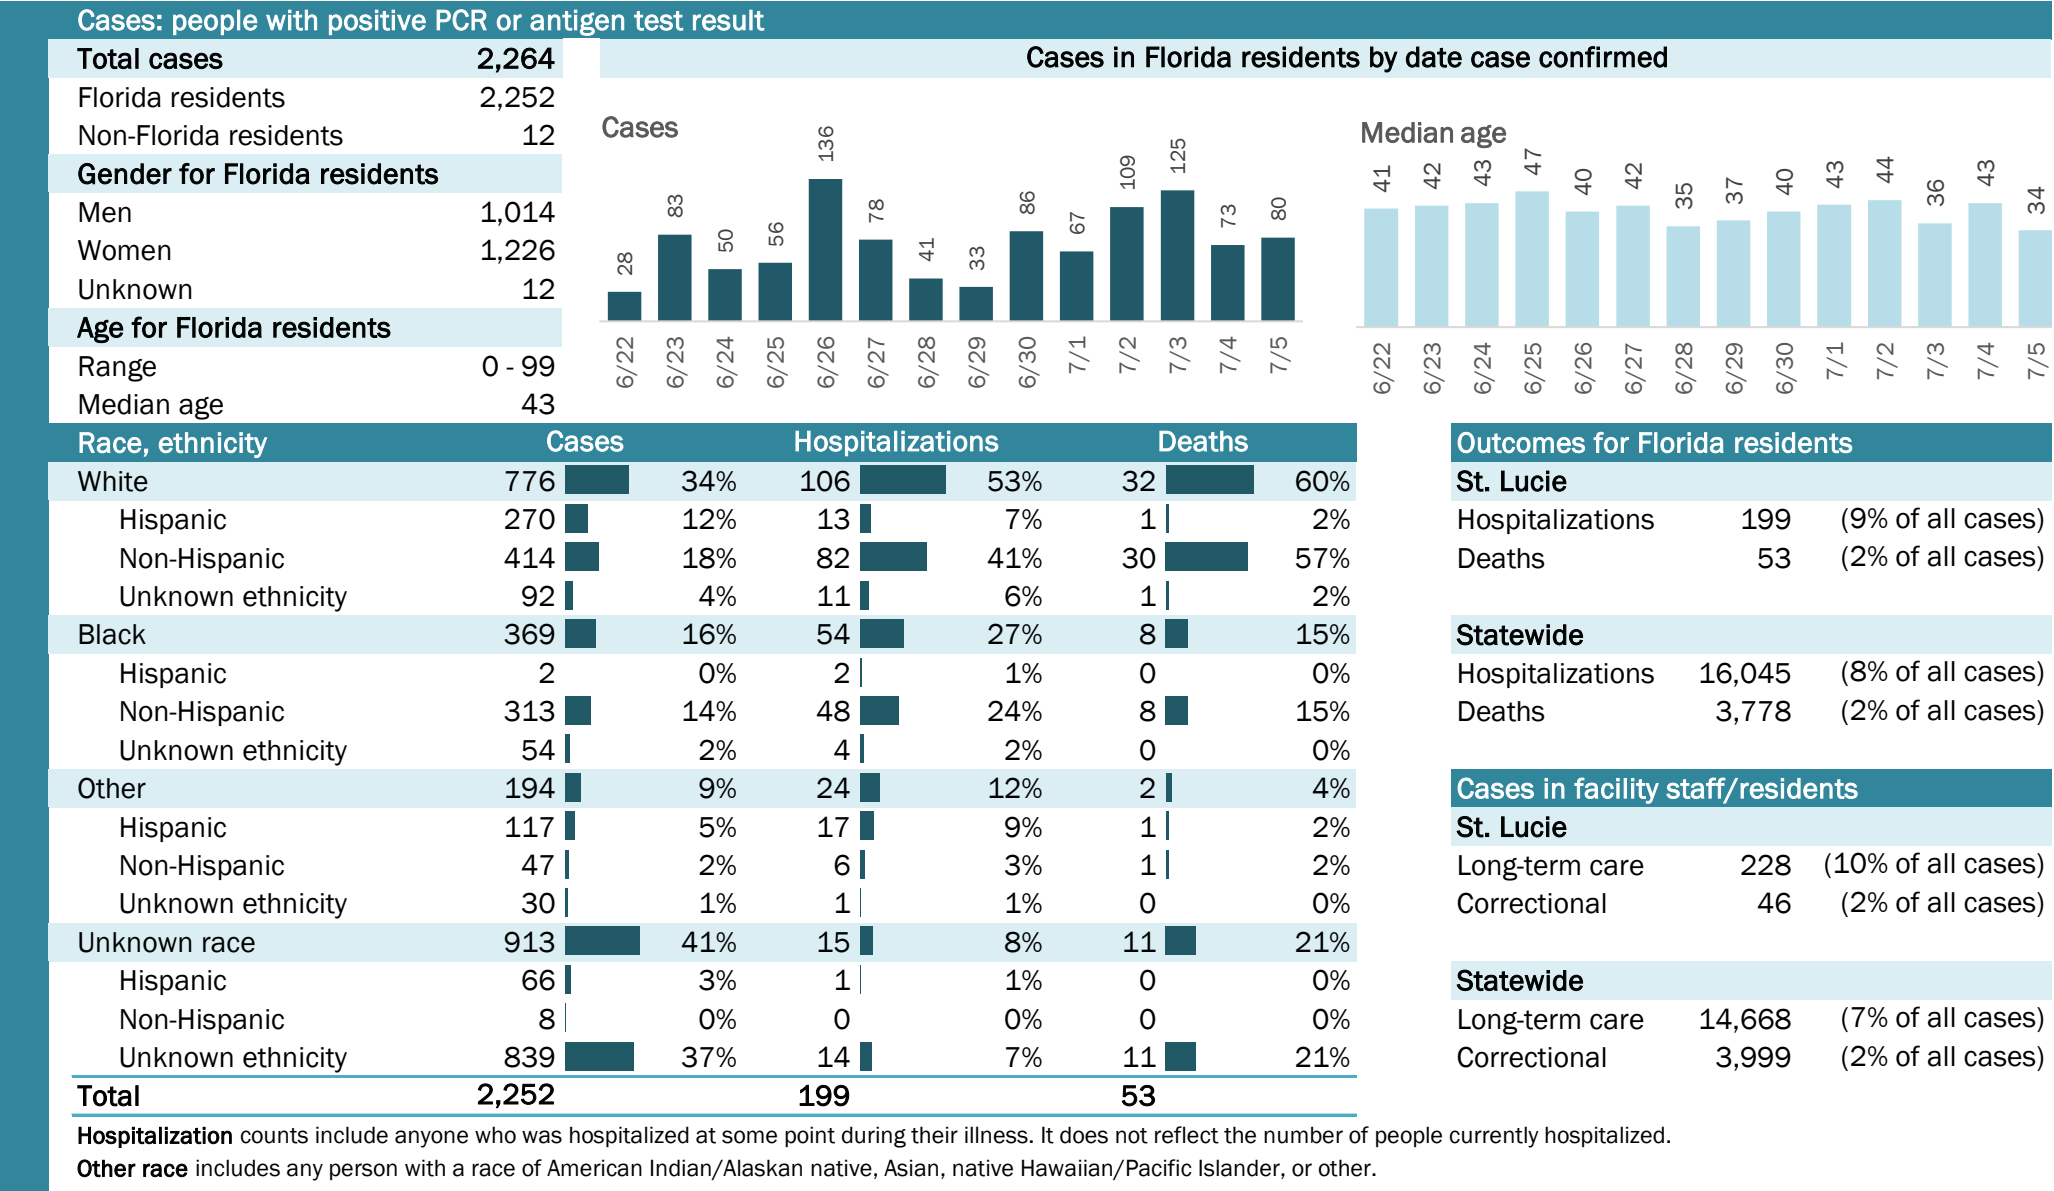 Cases: people with positive PCR or antigen test result
Total cases 2,264
Florida residents 2,252
Non-Florida residents 12
Gender for Florida residents
Men 1,014
Women 1,226
Unknown 12
Age for Florida residents
Range 0 - 99
Median age 43
Cases in Florida residents by date case confirmed
Cases
28 83 50 56 136 78 41 33 86 67 109 125 73 80
6/22 6/23 6/24 6/25 6/26 6/27 6/28 6/29 6/30 7/1 7/2 7/3 7/4 7/5
Median age
41 42 43 47 40 42 35 37 40 43 44 36 43 34
6/22 6/23 6/24 6/25 6/26 6/27 6/28 6/29 6/30 7/1 7/2 7/3 7/4 7/5
Race, ethnicity Cases Hospitalizations Deaths
White 776 34% 106 53% 32 60%
Hispanic 270 12% 13 7% 1 2%
Non-Hispanic 414 18% 82 41% 30 57%
Unknown ethnicity 92 4% 11 6% 1 2%
Black 369 16% 54 27% 8 15%
Hispanic 2 0% 2 1% 0 0%
Non-Hispanic 313 14% 48 24% 8 15%
Unknown ethnicity 54 2% 4 2% 0 0%
Other 194 9% 24 12% 2 4%
Hispanic 117 5% 17 9% 1 2%
Non-Hispanic 47 2% 6 3% 1 2%
Unknown ethnicity 30 1% 1 1% 0 0%
Unknown race 913 41% 15 8% 11 21%
Hispanic 66 3% 1 1% 0 0%
Non-Hispanic 8 0% 0 0% 0 0%
Unknown ethnicity 839 37% 14 7% 11 21%
Total 2,252 199 53
Outcomes for Florida residents
St. Lucie
Hospitalizations 199 (9% of all cases)
Deaths 53 (2% of all cases)
Statewide
Hospitalizations 16,045 (8% of all cases)
Deaths 3,778 (2% of all cases)
Cases in facility staff/residents
St. Lucie
Long-term care 228 (10% of all cases)
Correctional 46 (2% of all cases)
Statewide
Long-term care 14,668 (7% of all cases)
Correctional 3,999 (2% of all cases)
Hospitalization counts include anyone who was hospitalized at some point during their illness. It does not reflect the number of people currently hospitalized.
Other race includes any person with a race of American Indian/Alaskan native, Asian, native Hawaiian/Pacific Islander, or other.